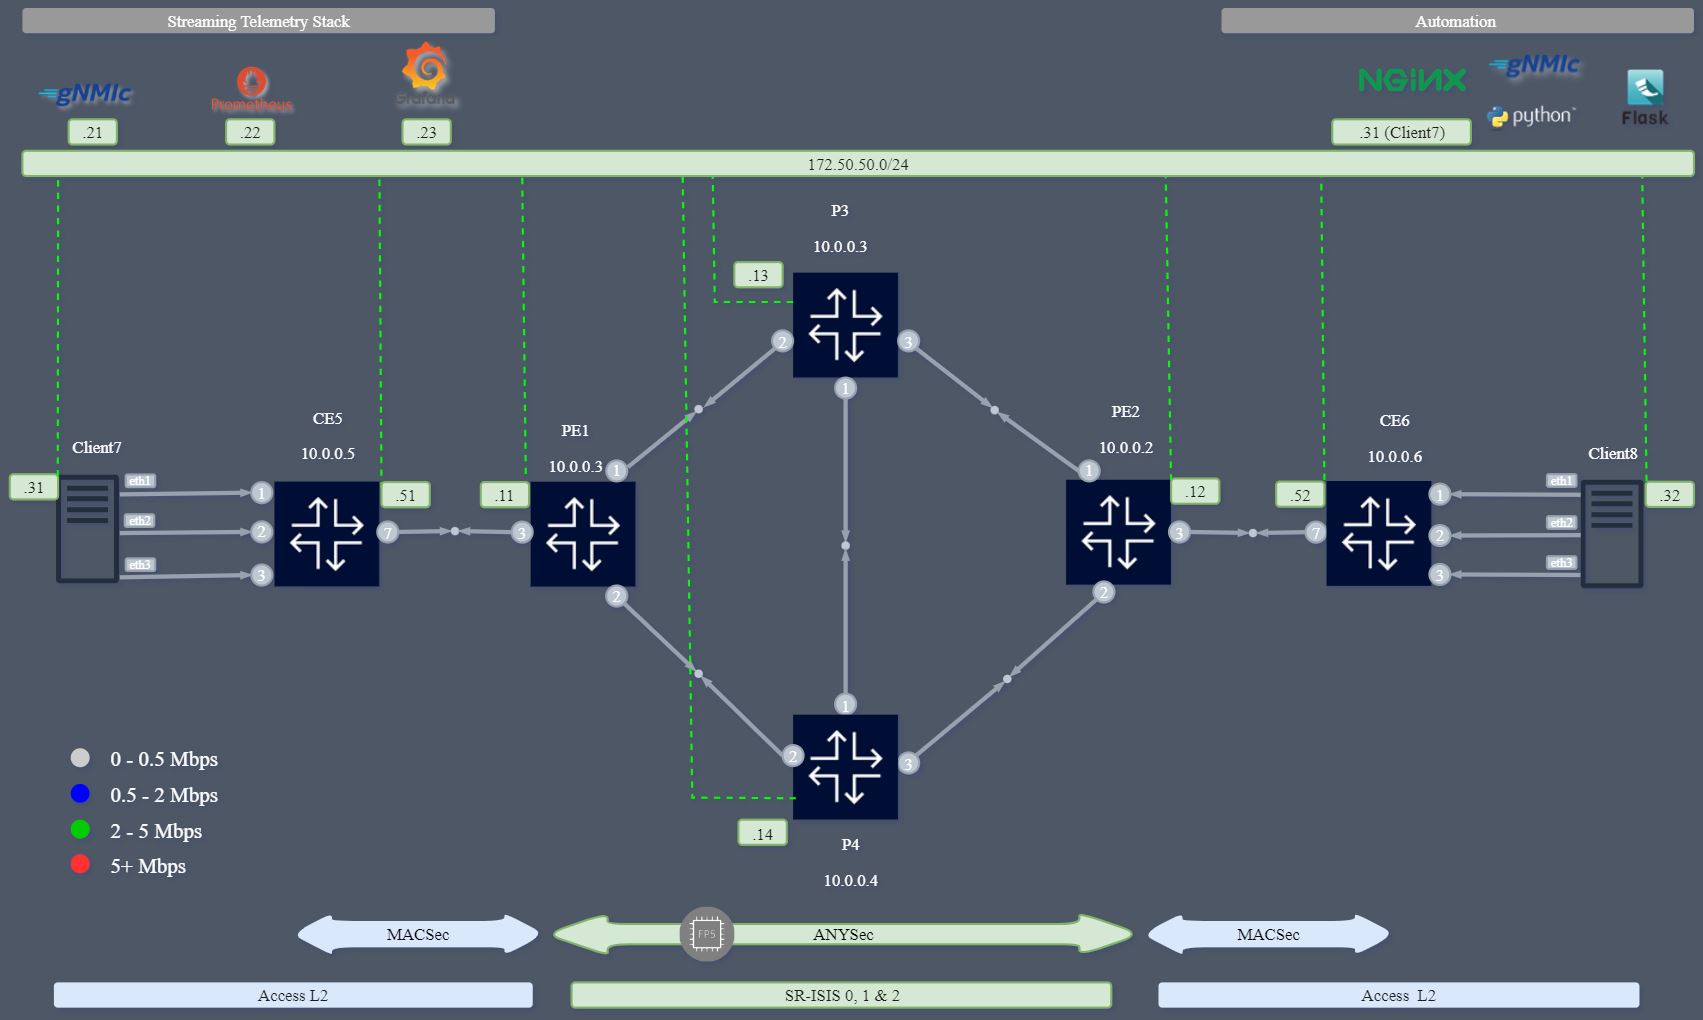 Streaming Telemetry Stack
Automation
gNMIc
Prometheus
Grafana
NGINX
gNMIc
python™
Flask
.21
.22
.23
.31 (Client7)
172.50.50.0/24
P3
10.0.0.3
.13
2
3
1
CE5
10.0.0.5
PE1
10.0.0.3
1
PE2
10.0.0.2
1
CE6
10.0.0.6
Client7
Client8
.31
eth1
eth2
eth3
1
2
3
.51
7
.11
3
2
.12
3
2
.52
7
1
2
3
eth1
eth2
eth3
.32
1
2
3
.14
P4
10.0.0.4
0 - 0.5 Mbps
0.5 - 2 Mbps
2 - 5 Mbps
5+ Mbps
MACSec
FP5
ANYSec
MACSec
Access L2
SR-ISIS 0, 1 & 2
Access  L2